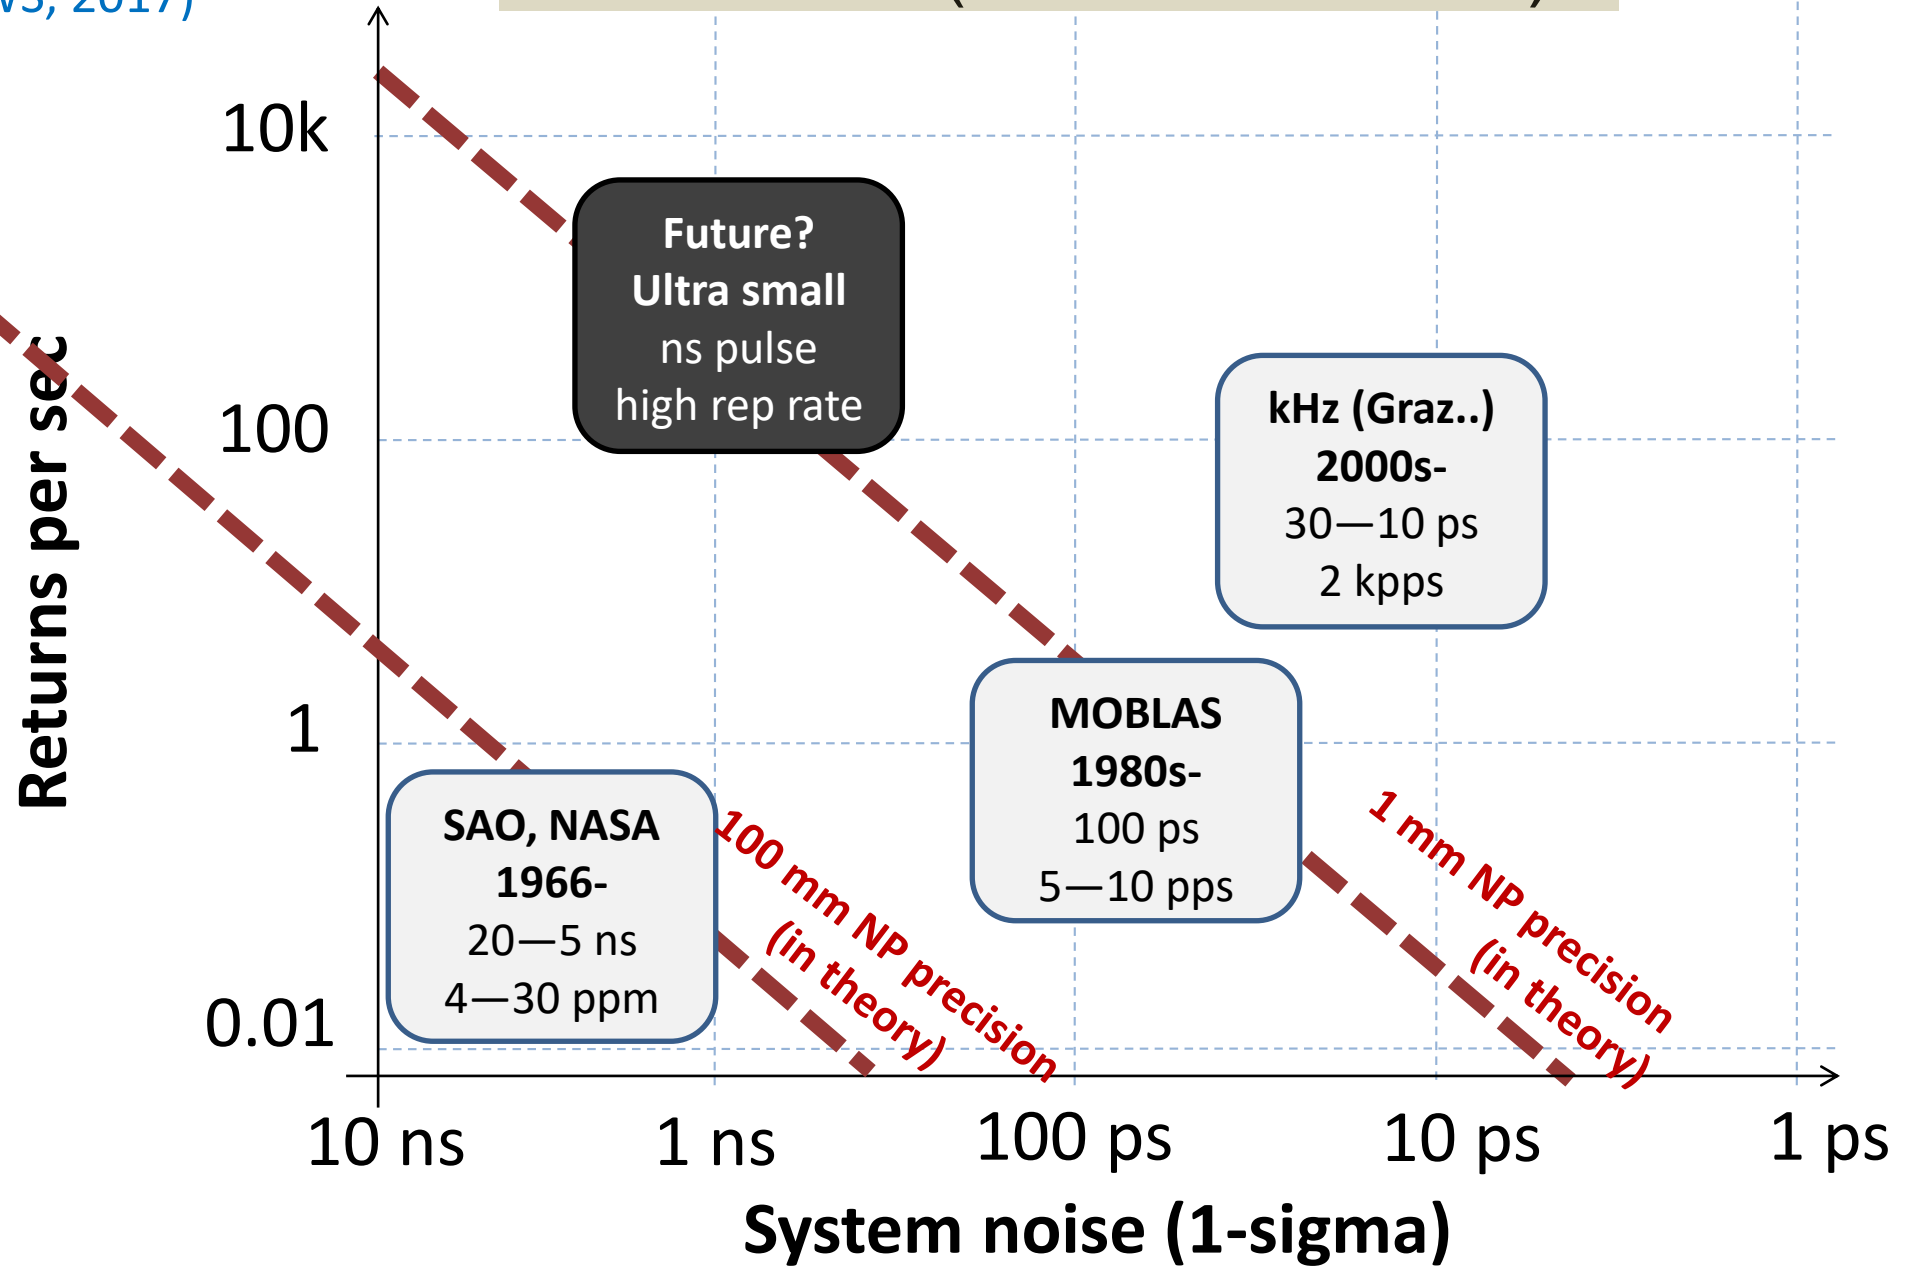 2017)
10k
100
1
0.01
Returns per sec
Future?
Ultra small
ns pulse
high rep rate
kHz (Graz..)
2000s-
30—10 ps
2 kpps
MOBLAS
1980s-
100 ps
5—10 pps
SAO, NASA
1966-
20—5 ns
4—30 ppm
100 mm NP precision
(in theory)
1 mm NP precision
(in theory)
10 ns
1 ns
100 ps
10 ps
1 ps
System noise (1-sigma)